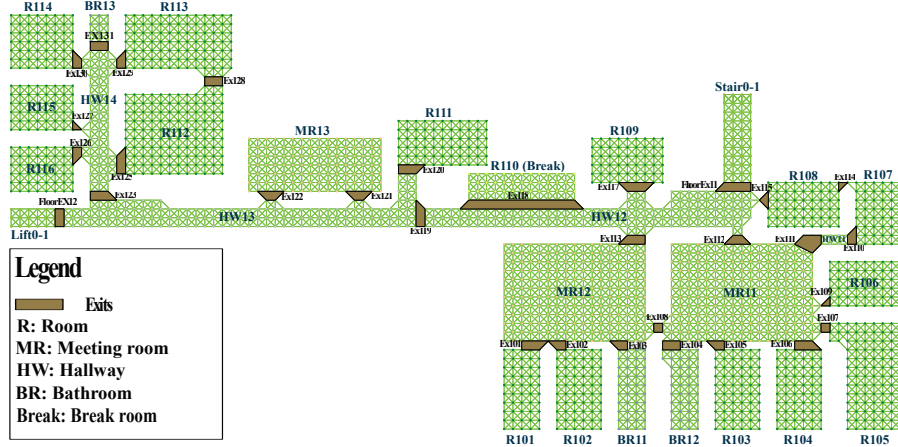 R114 BR13 R113
EX131
Ex130 Ex129
Ex128
HW14
Stair0-1
R115
R111
R112
Ex127
MR13
R109
Ex126
R116
R110 (Break)
Ex120
Ex125
R108 Ex114 R107
FloorEX11 Ex115
Ex117
Ex123
Ex122 Ex121
Ex118
FloorEX12
HW13 HW12
Lift0-1
Ex119
Ex113 Ex112 Ex111 HW11 Ex110
Legend
Exits
R: Room
MR: Meeting room
HW: Hallway
BR: Bathroom
Break: Break room
MR12 MR11
R106
Ex109
Ex108 Ex107
Ex101 Ex102 Ex103 Ex104 Ex105 Ex106
R101 R102 BR11 BR12 R103 R104 R105